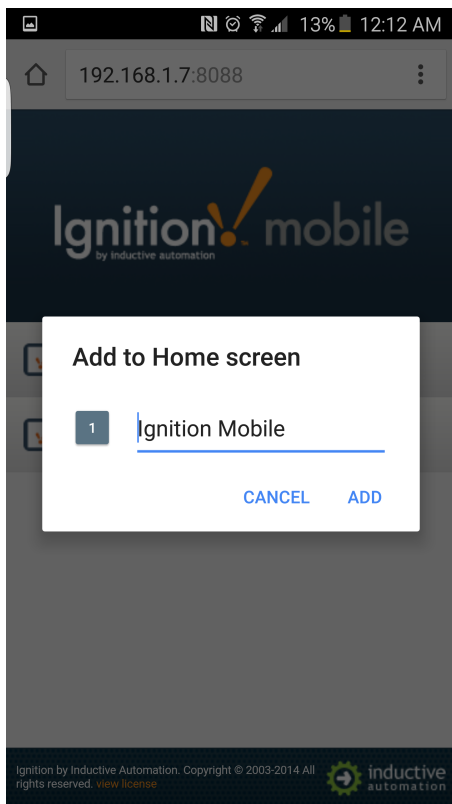 13% 12:12 AM
192.168.1.7:8088
Ignition mobile
by inductive automation
Add to Home screen
1 Ignition Mobile
CANCEL ADD
Ignition by Inductive Automation. Copyright © 2003-2014 All
rights reserved. view license
inductive
automation